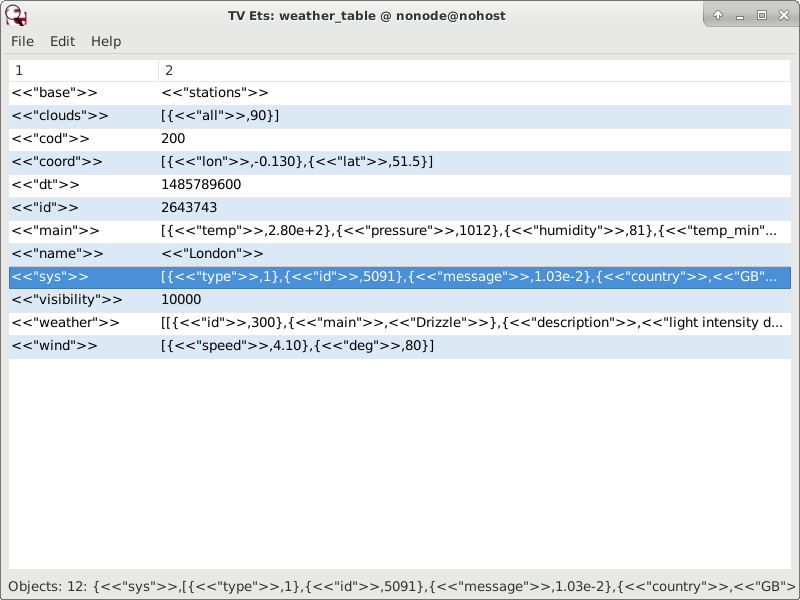 TV Ets: weather_table @ nonode@nohost
File Edit Help
1 2
<<"base">> <<"stations">>
<<"clouds">> [{<<"all">>,90}]
<<"cod">> 200
<<"coord">> [{<<"lon">>,-0.130},{<<"lat">>,51.5}]
<<"dt">> 1485789600
<<"id">> 2643743
<<"main">> [{<<"temp">>,2.80e+2},{<<"pressure">>,1012},{<<"humidity">>,81},{<<"temp_min"...
<<"name">> <<"London">>
<<"sys">> [{<<"type">>,1},{<<"id">>,5091},{<<"message">>,1.03e-2},{<<"country">>,<<"GB"...
<<"visibility">> 10000
<<"weather">> [[{<<"id">>,300},{<<"main">>,<<"Drizzle">>},{<<"description">>,<<"light intensity d...
<<"wind">> [{<<"speed">>,4.10},{<<"deg">>,80}]
Objects: 12: {<<"sys">>,[{<<"type">>,1},{<<"id">>,5091},{<<"message">>,1.03e-2},{<<"country">>,<<"GB">